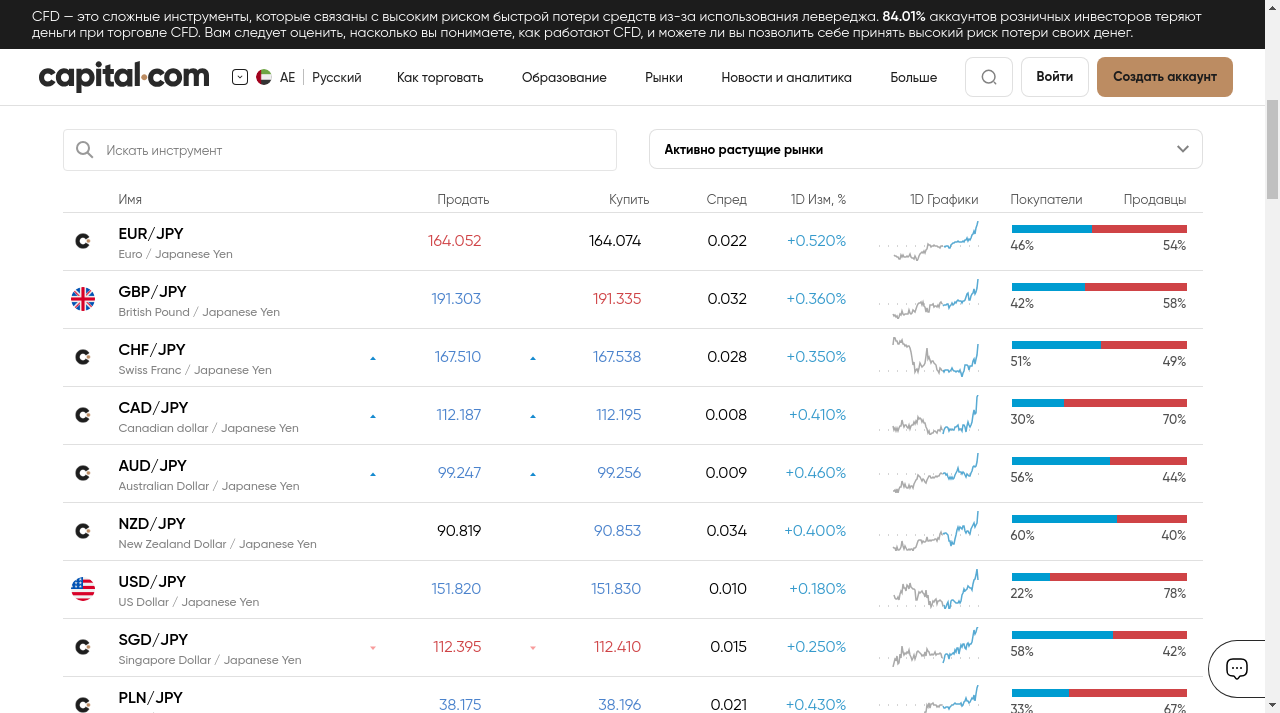 CFD — это сложные инструменты, которые связаны с высоким риском быстрой потери средств из-за использования левереджа. 84.01% аккаунтов розничных инвесторов теряют
деньги при торговле CFD. Вам следует оценить, насколько вы понимаете, как работают CFD, и можете ли вы позволить себе принять высокий риск потери своих денег.
capital.com AE Русский Как торговать Образование Рынки Новости и аналитика Больше Войти Создать аккаунт
Искать инструмент Активно растущие рынки
Имя Продать Купить Спред 1D Изм, % 1D Графики Покупатели Продавцы
EUR/JPY 164.052 164.074 0.022 +0.520% 46% 54%
Euro / Japanese Yen
GBP/JPY 191.303 191.335 0.032 +0.360% 42% 58%
British Pound / Japanese Yen
CHF/JPY 167.510 167.538 0.028 +0.350% 51% 49%
Swiss Franc / Japanese Yen
CAD/JPY 112.187 112.195 0.008 +0.410% 30% 70%
Canadian dollar / Japanese Yen
AUD/JPY 99.247 99.256 0.009 +0.460% 56% 44%
Australian Dollar / Japanese Yen
NZD/JPY 90.819 90.853 0.034 +0.400% 60% 40%
New Zealand Dollar / Japanese Yen
USD/JPY 151.820 151.830 0.010 +0.180% 22% 78%
US Dollar / Japanese Yen
SGD/JPY 112.395 112.410 0.015 +0.250% 58% 42%
Singapore Dollar / Japanese Yen
PLN/JPY 38.175 38.196 0.021 +0.430% 33% 67%